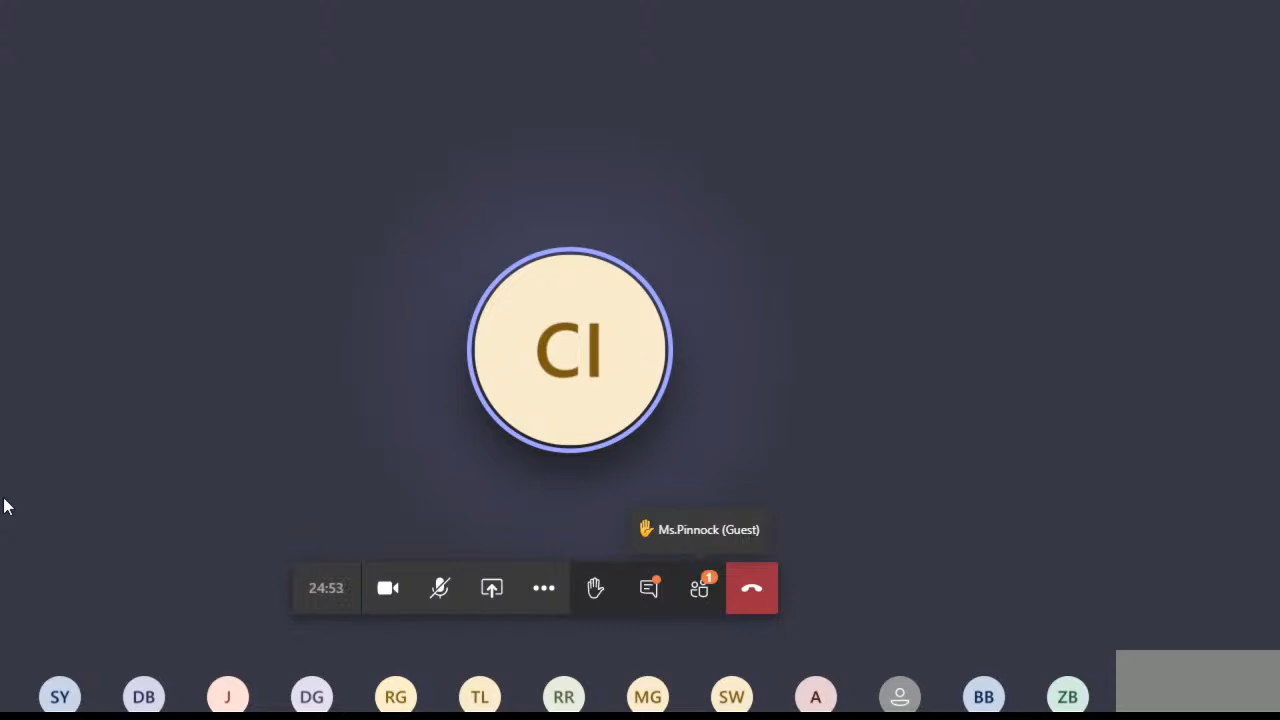 CI
Ms.Pinnock (Guest)
24:53
1
SY DB J DG RG TL RR MG SW A BB ZB